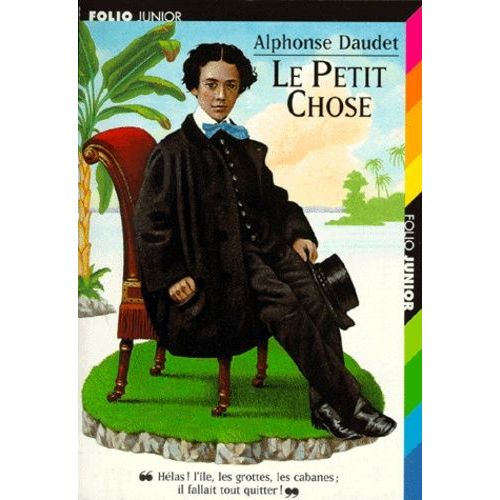 FOLIO JUNIOR
Alphonse Daudet
LE PETIT
CHOSE
FOLIO JUNIOR
❝ Hélas ! l'île, les grottes, les cabanes ;
il fallait tout quitter ! ❞